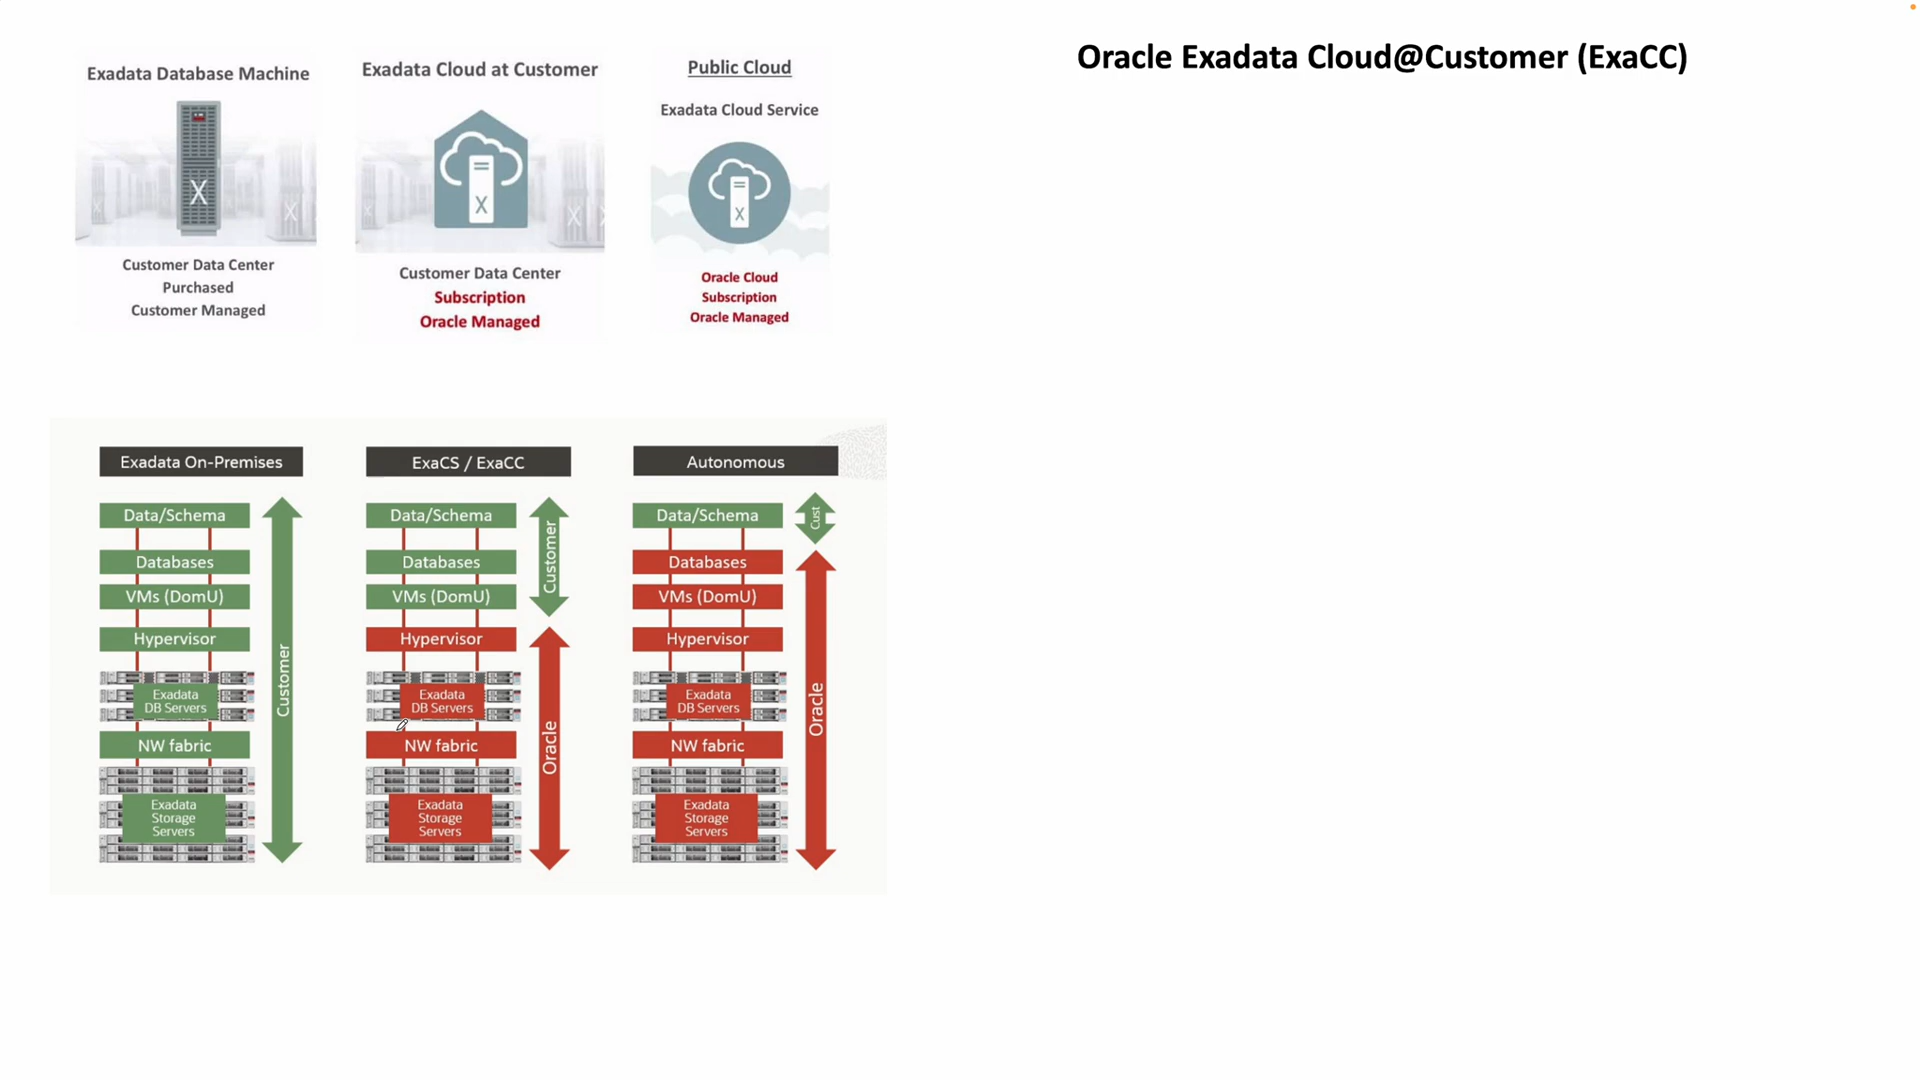 Oracle Exadata Cloud@Customer (ExaCC)
Exadata Database Machine
X
Customer Data Center
Purchased
Customer Managed
Exadata Cloud at Customer
X
Customer Data Center
Subscription
Oracle Managed
Public Cloud
Exadata Cloud Service
X
Oracle Cloud
Subscription
Oracle Managed
Exadata On-Premises
Data/Schema
Databases
VMs (DomU)
Hypervisor
Exadata
DB Servers
NW fabric
Exadata
Storage
Servers
Customer
ExaCS / ExaCC
Data/Schema
Databases
VMs (DomU)
Hypervisor
Exadata
DB Servers
NW fabric
Exadata
Storage
Servers
Customer
Oracle
Autonomous
Data/Schema
Databases
VMs (DomU)
Hypervisor
Exadata
DB Servers
NW fabric
Exadata
Storage
Servers
Cust
Oracle